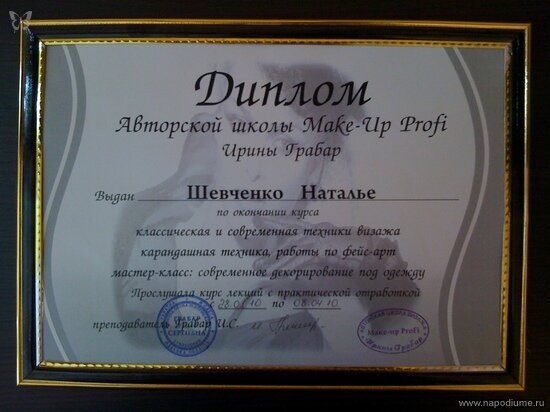 Диплом
Авторской школы Make-Up Profi
Ирины Грабар
Выдан Шевченко Наталье
по окончании курса
классическая и современная техники визажа
карандашная техника, работы по фейс-арт
мастер-класс: современное декорирование под одежду
Прослушала курс лекций с практической отработкой
с 28.01.10 по 08.04.10
преподаватель Грабар И.С.
Make-up Profi
Ирины Грабар
www.napodiume.ru